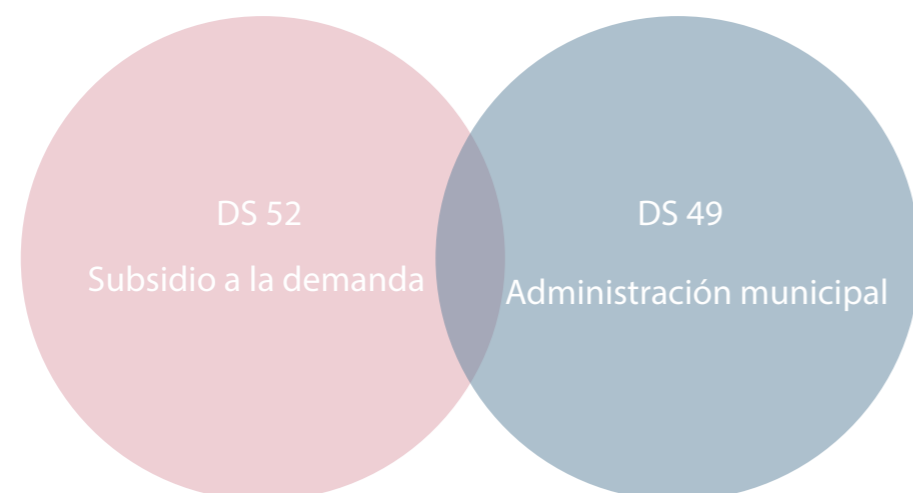 DS 52
Subsidio a la demanda
DS 49
Administración municipal